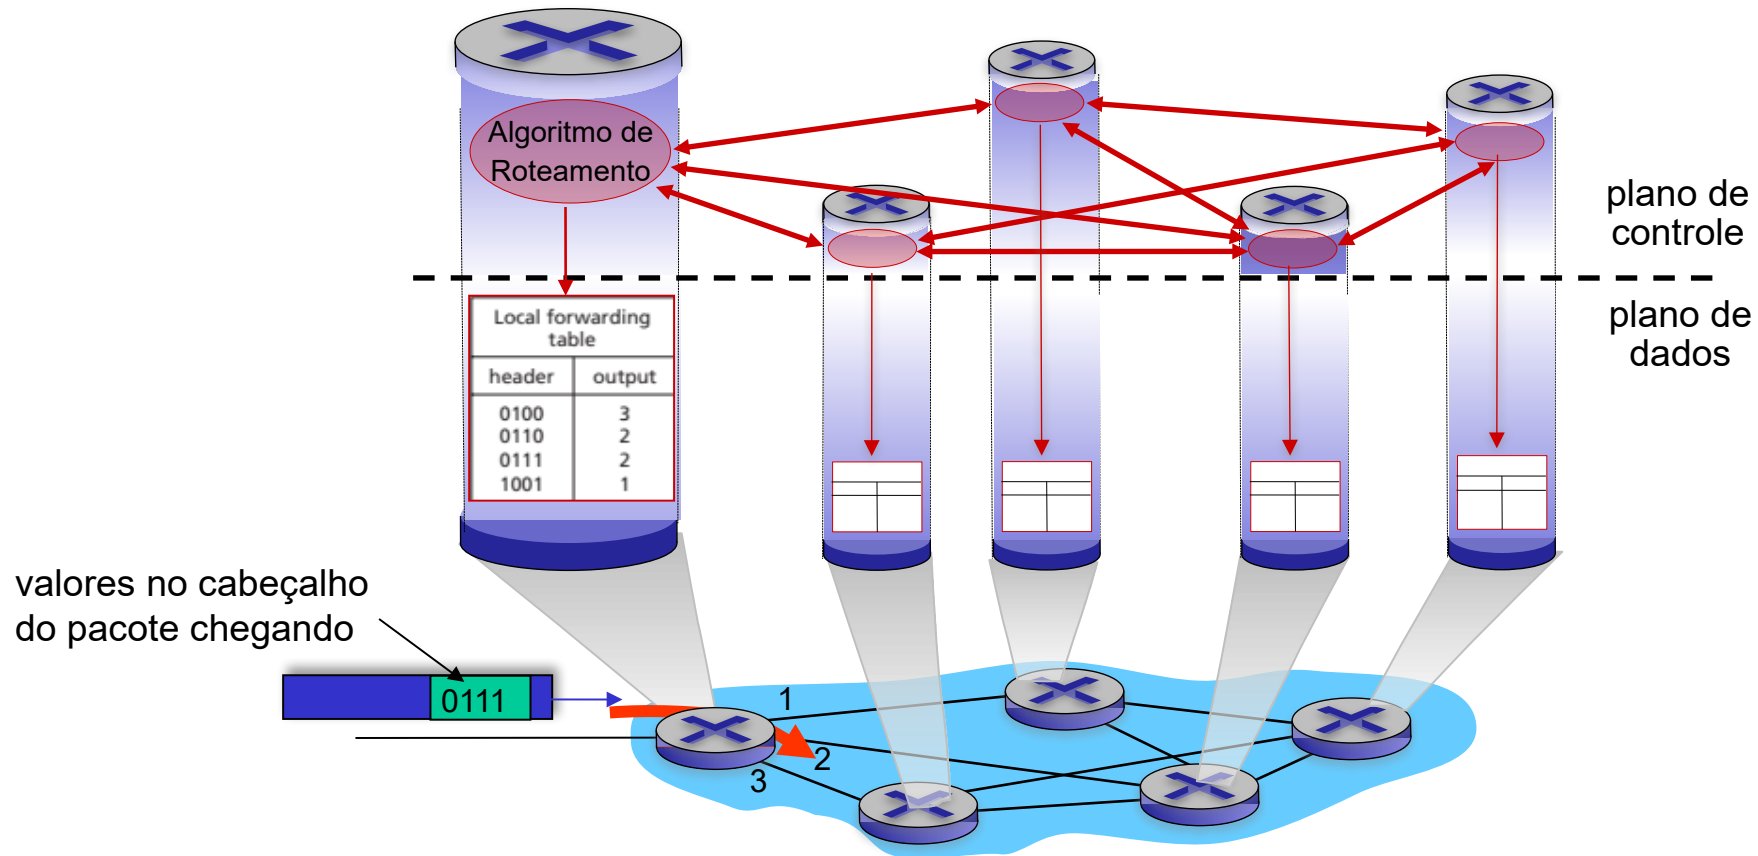 Algoritmo de
Roteamento
plano de
controle
plano de
dados
Local forwarding
table
header output
0100 3
0110 2
0111 2
1001 1
valores no cabeçalho
do pacote chegando
0111
1
2
3